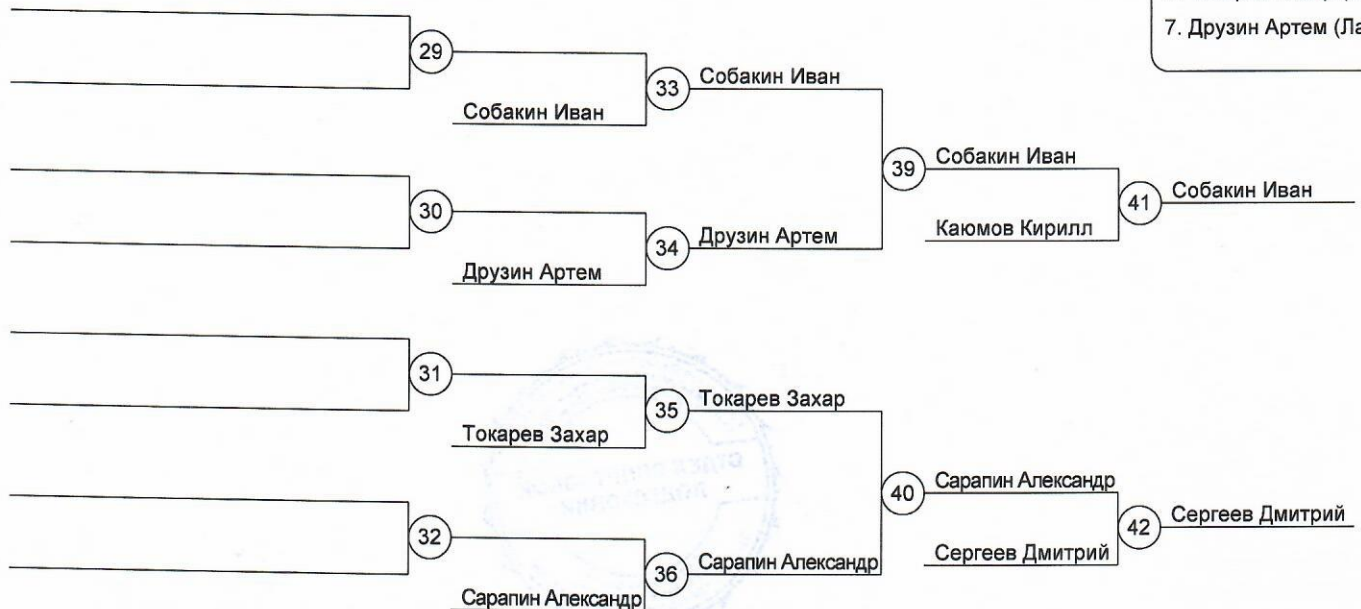 7. Друзин Артем (Ла
29
33
Собакин Иван
Собакин Иван
39
Собакин Иван
41
Собакин Иван
30
34
Друзин Артем
Каюмов Кирилл
Друзин Артем
31
35
Токарев Захар
Токарев Захар
40
Сарапин Александр
42
Сергеев Дмитрий
32
36
Сарапин Александр
Сергеев Дмитрий
Сарапин Александр